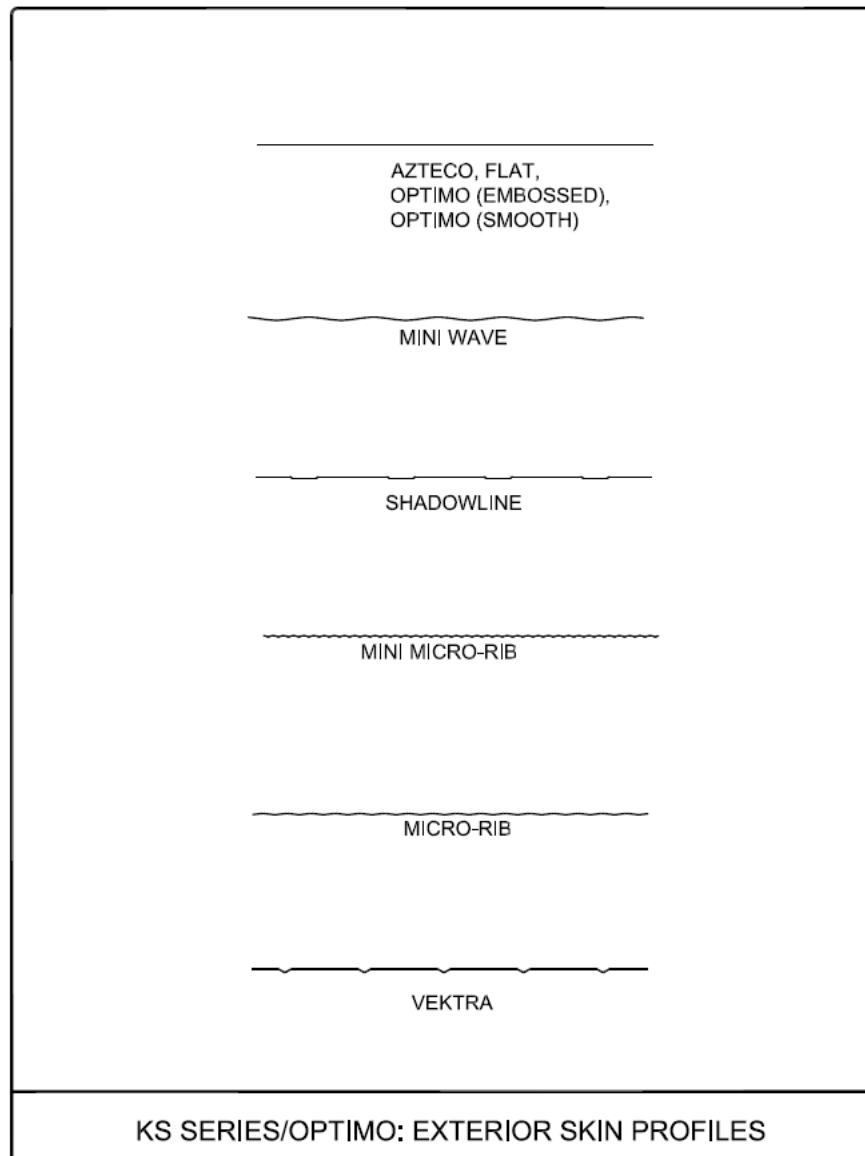 AZTECO, FLAT,
OPTIMO (EMBOSSED),
OPTIMO (SMOOTH)
MINI WAVE
SHADOWLINE
MINI MICRO-RIB
MICRO-RIB
VEKTRA
KS SERIES/OPTIMO: EXTERIOR SKIN PROFILES